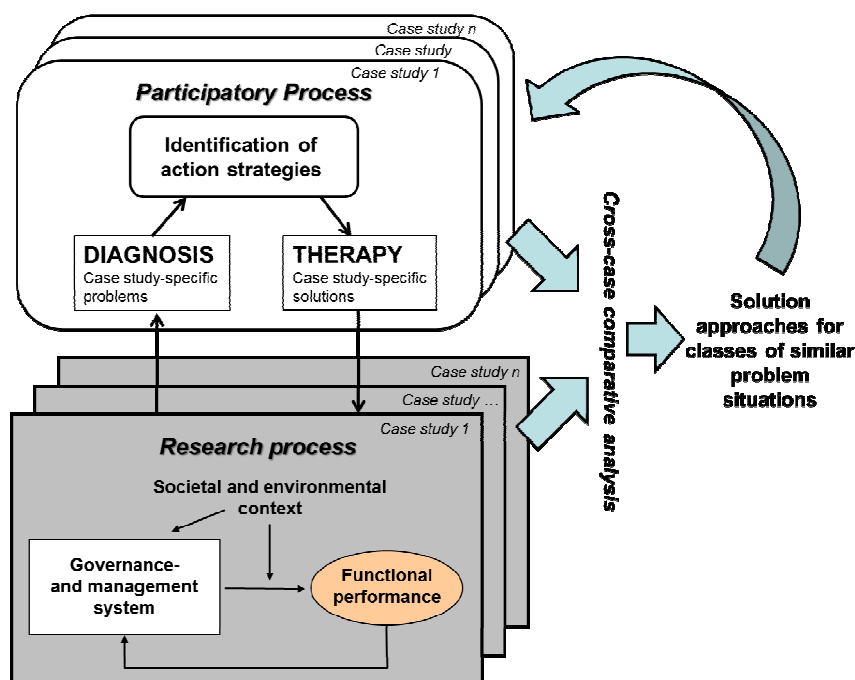 Case study n
Case study
Case study 1
Participatory Process
Identification of
action strategies
DIAGNOSIS
Case study-specific
problems
THERAPY
Case study-specific
solutions
Cross-case comparative analysis
Solution
approaches for
classes of similar
problem
situations
Case study n
Case study ...
Case study 1
Research process
Societal and environmental
context
Governance-
and management
system
Functional
performance